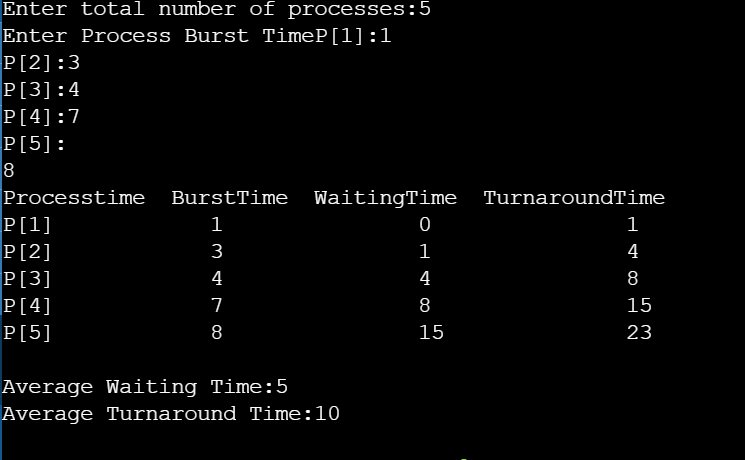 Enter total number of processes:5
Enter Process Burst TimeP[1]:1
P[2]:3
P[3]:4
P[4]:7
P[5]:
8
Processtime  BurstTime  WaitingTime  TurnaroundTime
P[1]            1               0               1
P[2]            3               1               4
P[3]            4               4               8
P[4]            7               8               15
P[5]            8               15              23
Average Waiting Time:5
Average Turnaround Time:10